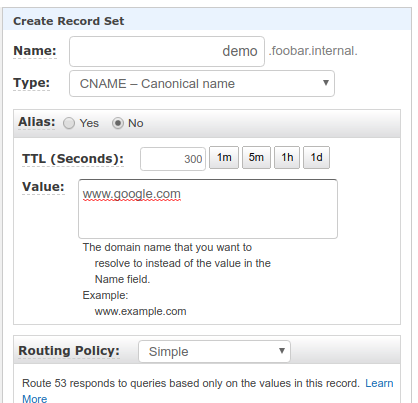 Create Record Set
Name: demo .foobar.internal.
Type: CNAME – Canonical name
Alias: Yes No
TTL (Seconds): 300 1m 5m 1h 1d
Value: www.google.com
The domain name that you want to
resolve to instead of the value in the
Name field.
Example:
www.example.com
Routing Policy: Simple
Route 53 responds to queries based only on the values in this record. Learn
More